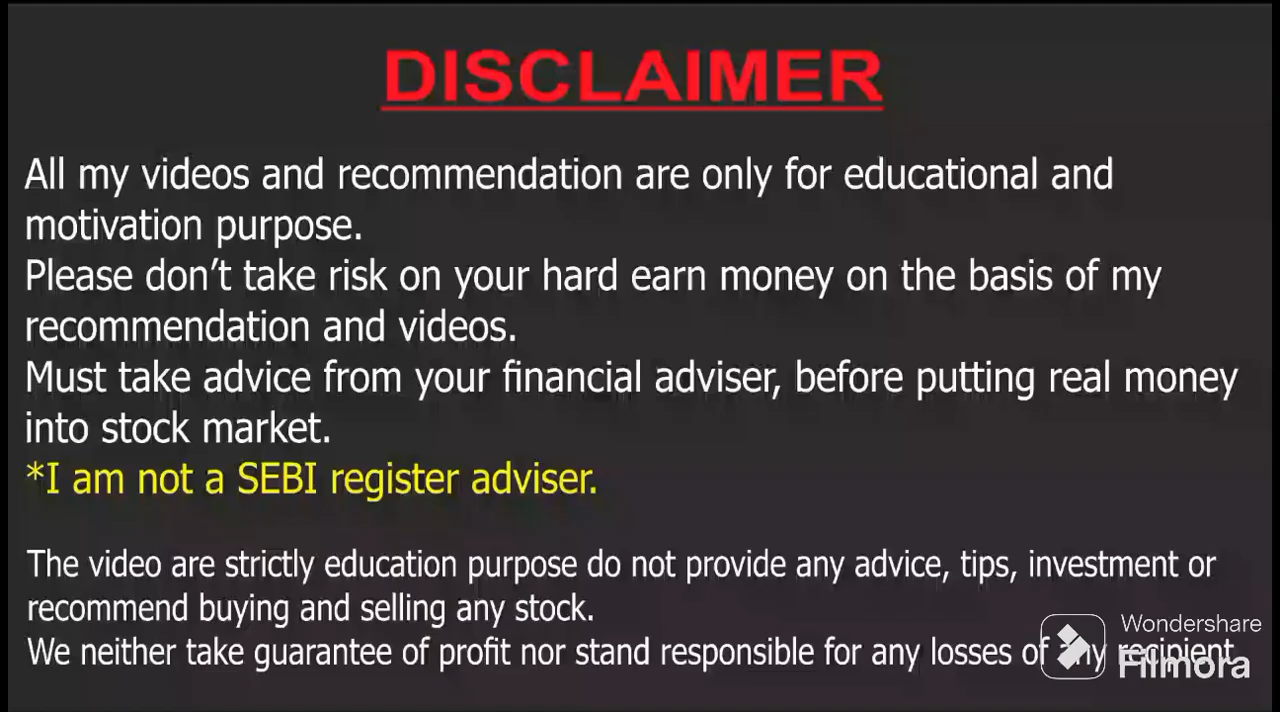 DISCLAIMER
All my videos and recommendation are only for educational and
motivation purpose.
Please don't take risk on your hard earn money on the basis of my
recommendation and videos.
Must take advice from your financial adviser, before putting real money
into stock market.
*I am not a SEBI register adviser.
The video are strictly education purpose do not provide any advice, tips, investment or
recommend buying and selling any stock.
We neither take guarantee of profit nor stand responsible for any losses of any recipient
Wondershare
Filmora